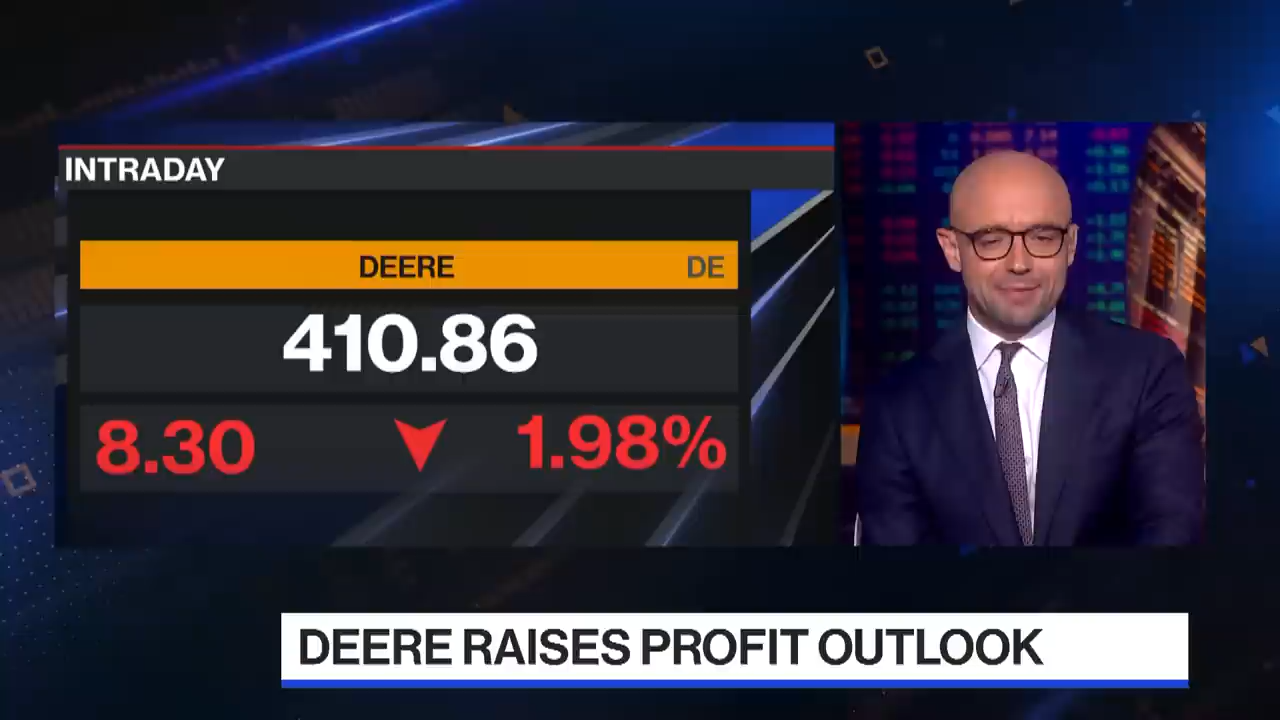 INTRADAY
DEERE DE
410.86
8.30 1.98%
DEERE RAISES PROFIT OUTLOOK